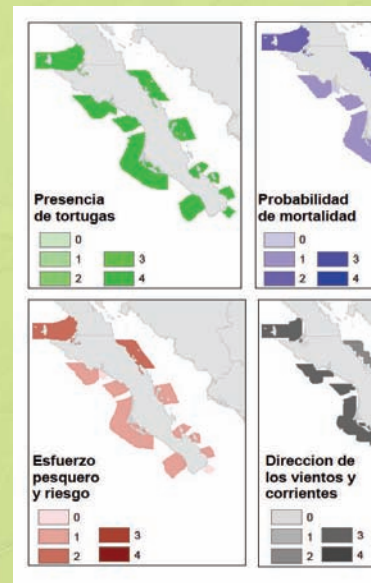 Presencia
de tortugas
0
1 3
2 4
Probabilidad
de mortalidad
0
1 3
2 4
Esfuerzo
pesquero
y riesgo
0
1 3
2 4
Direccion de
los vientos y
corrientes
0
1 3
2 4